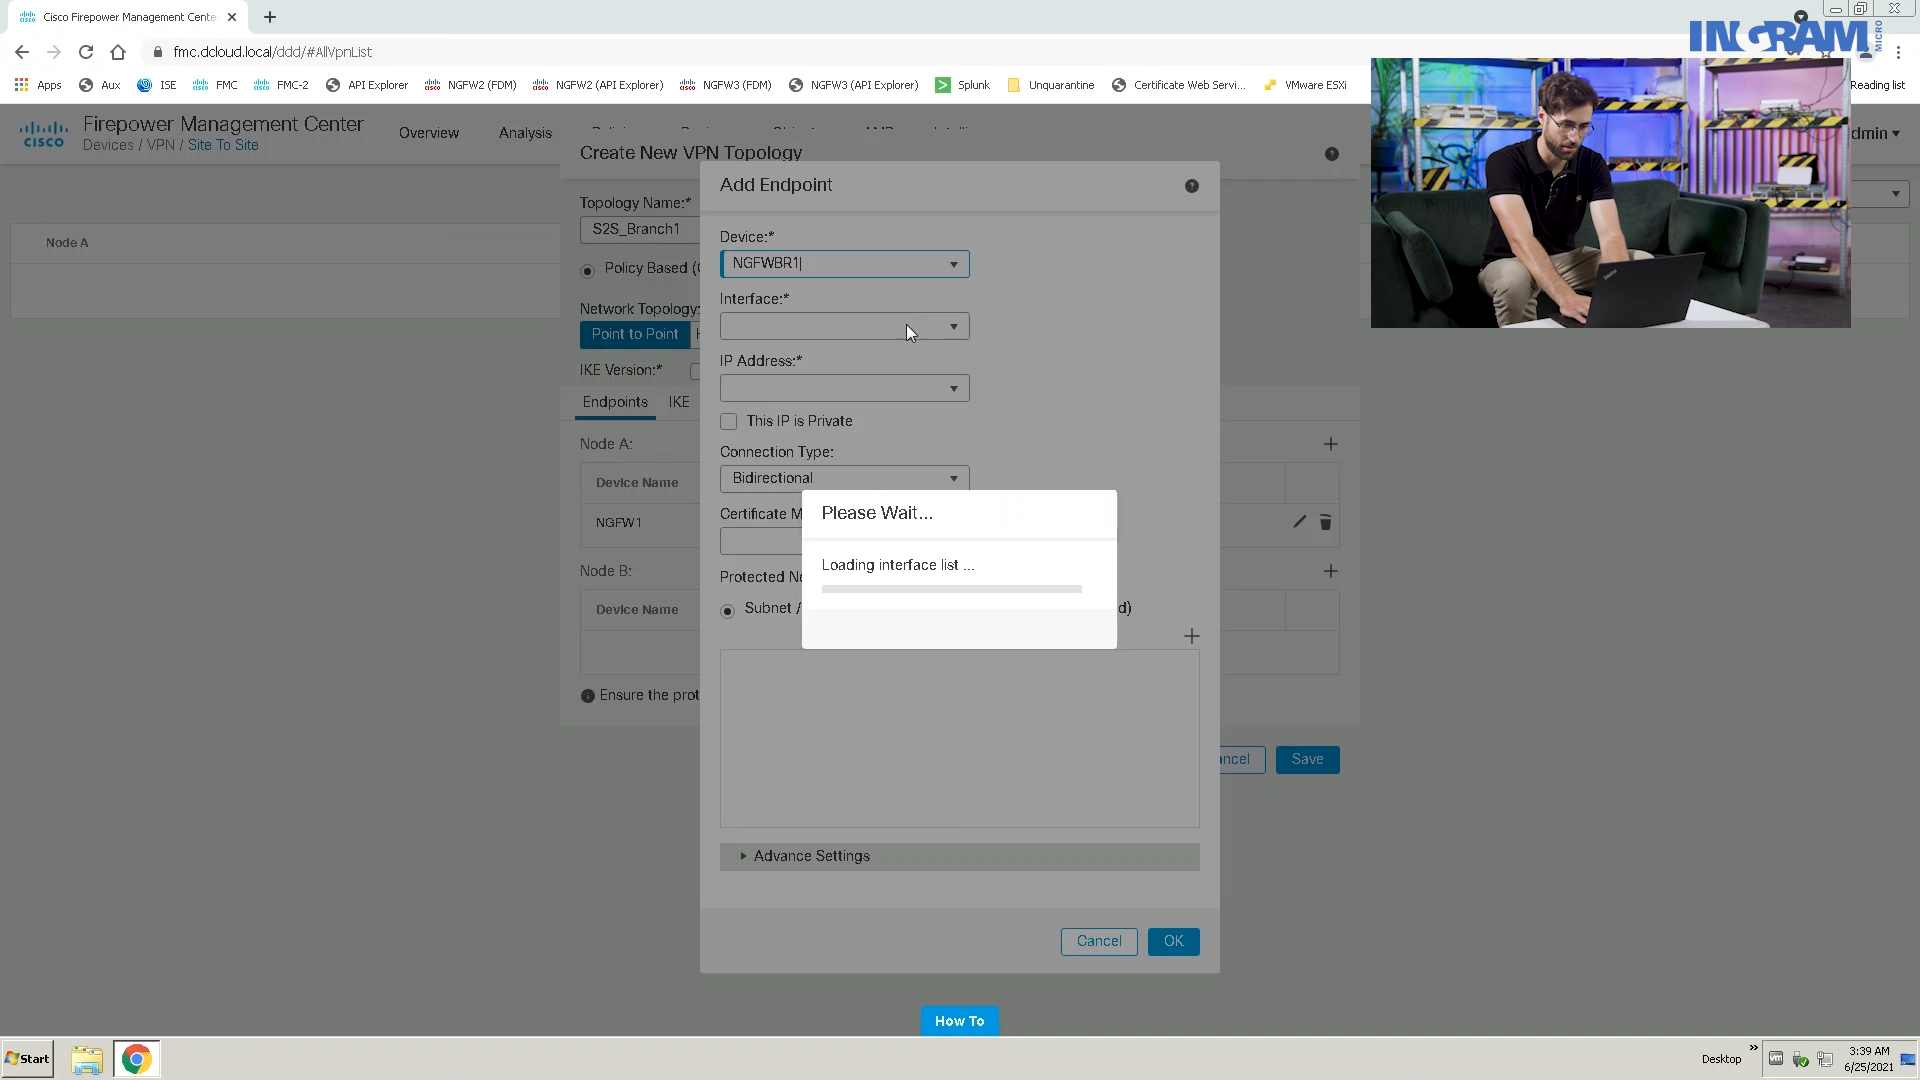 Cisco Firepower Management Cente
INGRAM MICRO
fmc.dcloud.local/ddd/#AllVpnList
Apps Aux ISE FMC FMC-2 API Explorer NGFW2 (FDM) NGFW2 (API Explorer) NGFW3 (FDM) NGFW3 (API Explorer) Splunk Unquarantine Certificate Web Servi... VMware ESXi Reading list
cisco
Firepower Management Center
Devices / VPN / Site To Site
Overview Analysis
dmin
Create New VPN Topology
Add Endpoint
Topology Name:*
S2S_Branch1
Node A
Policy Based (
Network Topology:
Point to Point
IKE Version:*
Endpoints IKE
Node A:
Device Name
NGFW1
Node B:
Device Name
Ensure the prot
Device:*
NGFWBR1
Interface:*
IP Address:*
This IP is Private
Connection Type:
Bidirectional
Certificate M
Protected Ne
Subnet / d)
Please Wait...
Loading interface list ...
ancel Save
Advance Settings
Cancel OK
How To
Start
Desktop »
3:39 AM
6/25/2021